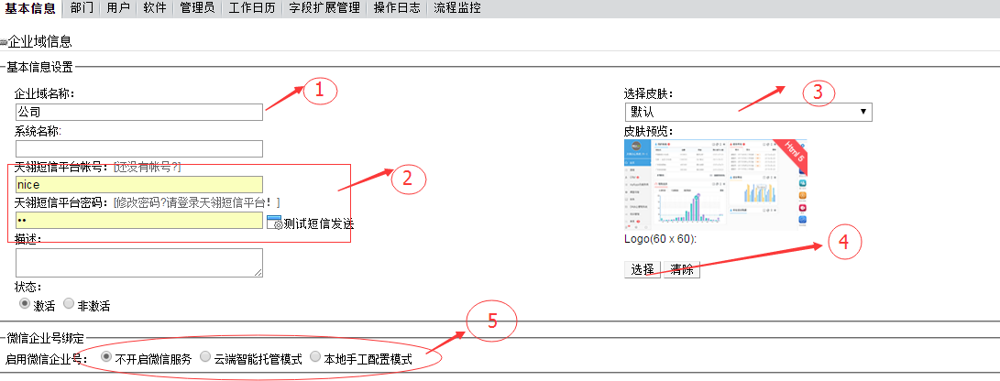 基本信息 部门 用户 软件 管理员 工作日历 字段扩展管理 操作日志 流程监控
企业域信息
基本信息设置
企业域名称：
公司
1
系统名称:
天翎短信平台帐号：[还没有帐号?]
nice
天翎短信平台密码：[修改密码?请登录天翎短信平台！]
测试短信发送
2
描述：
状态：
激活 非激活
选择皮肤：
3
默认
皮肤预览：
Html 5
Logo(60 x 60):
4
选择 清除
微信企业号绑定
5
启用微信企业号： 不开启微信服务 云端智能托管模式 本地手工配置模式